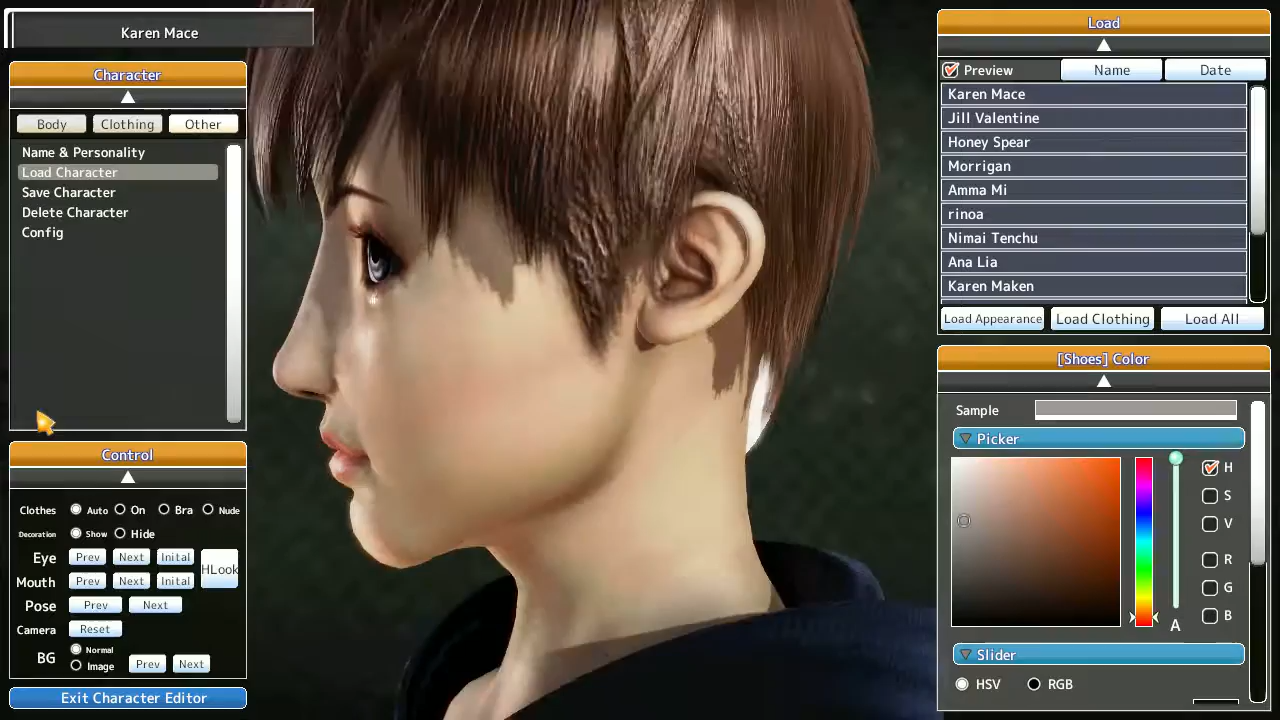 Karen Mace
Character
Body Clothing Other
Name & Personality
Load Character
Save Character
Delete Character
Config
Control
Clothes Auto On Bra Nude
Decoration Show Hide
Eye Prev Next Inital
HLook
Mouth Prev Next Inital
Pose Prev Next
Camera Reset
BG Normal
Image Prev Next
Exit Character Editor
Load
Preview Name Date
Karen Mace
Jill Valentine
Honey Spear
Morrigan
Amma Mi
rinoa
Nimai Tenchu
Ana Lia
Karen Maken
Load Appearance Load Clothing Load All
[Shoes] Color
Sample
Picker
H
S
V
R
G
B
A
Slider
HSV RGB